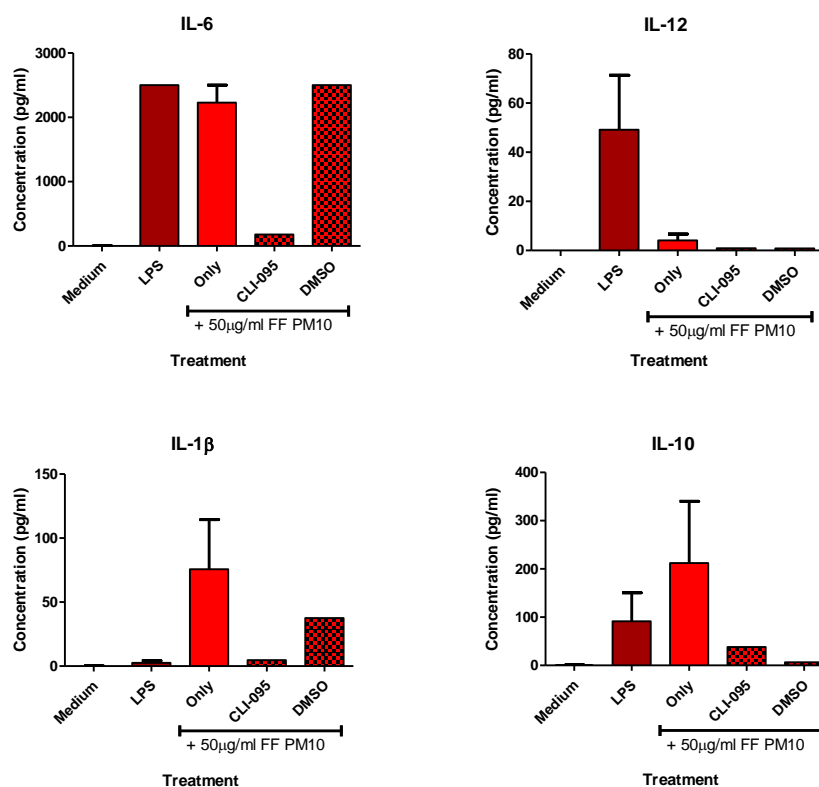 IL-6
Concentration (pg/ml)
3000
2000
1000
0
Medium
LPS
Only
CLI-095
DMSO
+ 50μg/ml FF PM10
Treatment
IL-12
Concentration (pg/ml)
80
60
40
20
0
Medium
LPS
Only
CLI-095
DMSO
+ 50μg/ml FF PM10
Treatment
IL-1β
Concentration (pg/ml)
150
100
50
0
Medium
LPS
Only
CLI-095
DMSO
+ 50μg/ml FF PM10
Treatment
IL-10
Concentration (pg/ml)
400
300
200
100
0
Medium
LPS
Only
CLI-095
DMSO
+ 50μg/ml FF PM10
Treatment